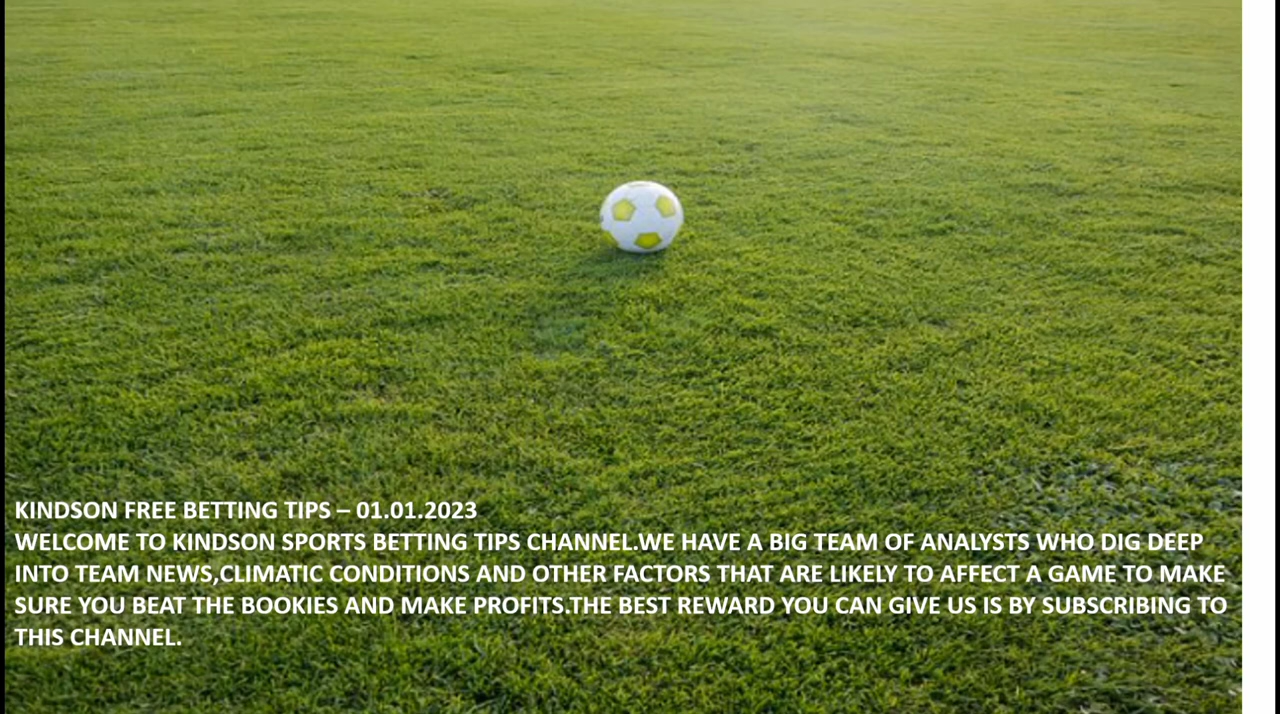 KINDSON FREE BETTING TIPS – 01.01.2023
WELCOME TO KINDSON SPORTS BETTING TIPS CHANNEL.WE HAVE A BIG TEAM OF ANALYSTS WHO DIG DEEP
INTO TEAM NEWS,CLIMATIC CONDITIONS AND OTHER FACTORS THAT ARE LIKELY TO AFFECT A GAME TO MAKE
SURE YOU BEAT THE BOOKIES AND MAKE PROFITS.THE BEST REWARD YOU CAN GIVE US IS BY SUBSCRIBING TO
THIS CHANNEL.